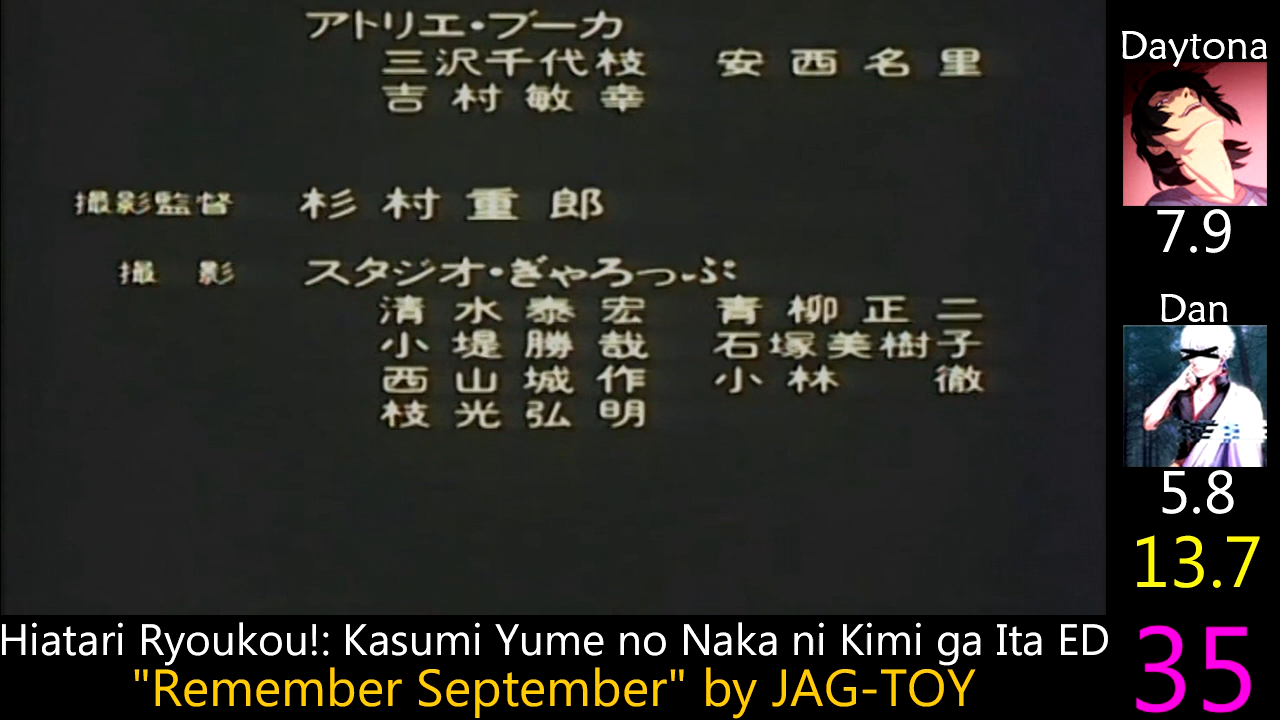 アトリエ・ブーカ
三沢千代枝 安西名里
吉村敏幸
撮影監督 杉村重郎
撮影 スタジオ・ぎゃろっぷ
清水泰宏 青柳正二
小堤勝哉 石塚美樹子
西山城作 小林徹
枝光弘明
Hiatari Ryoukou!: Kasumi Yume no Naka ni Kimi ga Ita ED
"Remember September" by JAG-TOY
Daytona
7.9
Dan
5.8
13.7
35